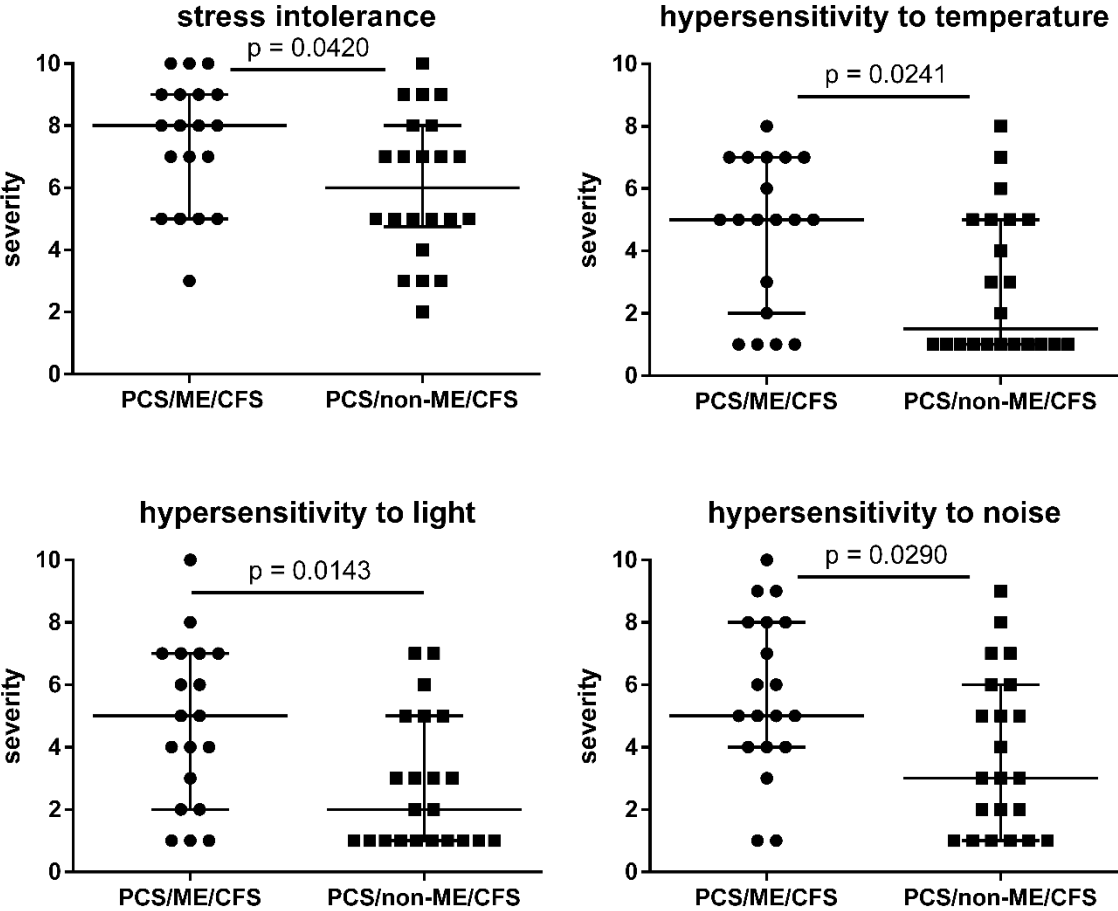 stress intolerance
p = 0.0420
10
8
6
4
2
0
severity
PCS/ME/CFS PCS/non-ME/CFS
hypersensitivity to temperature
p = 0.0241
10
8
6
4
2
0
severity
PCS/ME/CFS PCS/non-ME/CFS
hypersensitivity to light
p = 0.0143
10
8
6
4
2
0
severity
PCS/ME/CFS PCS/non-ME/CFS
hypersensitivity to noise
p = 0.0290
10
8
6
4
2
0
severity
PCS/ME/CFS PCS/non-ME/CFS